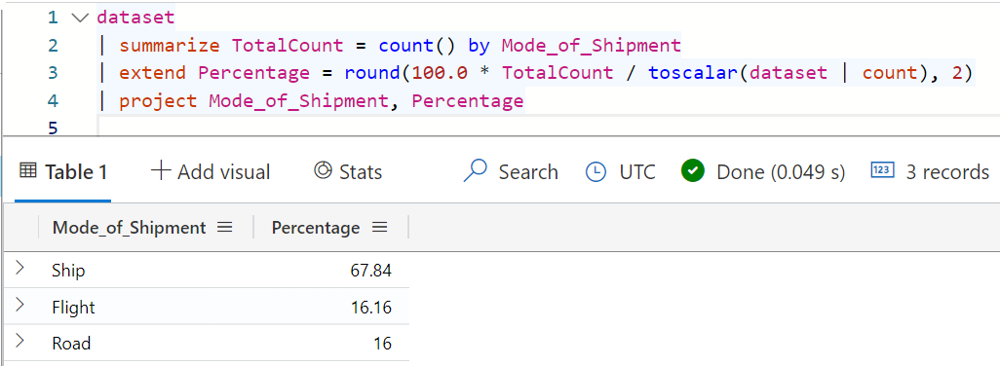 1 dataset
2 | summarize TotalCount = count() by Mode_of_Shipment
3 | extend Percentage = round(100.0 * TotalCount / toscalar(dataset | count), 2)
4 | project Mode_of_Shipment, Percentage
5
Table 1 Add visual Stats Search UTC Done (0.049 s) 123 3 records
Mode_of_Shipment Percentage
Ship 67.84
Flight 16.16
Road 16